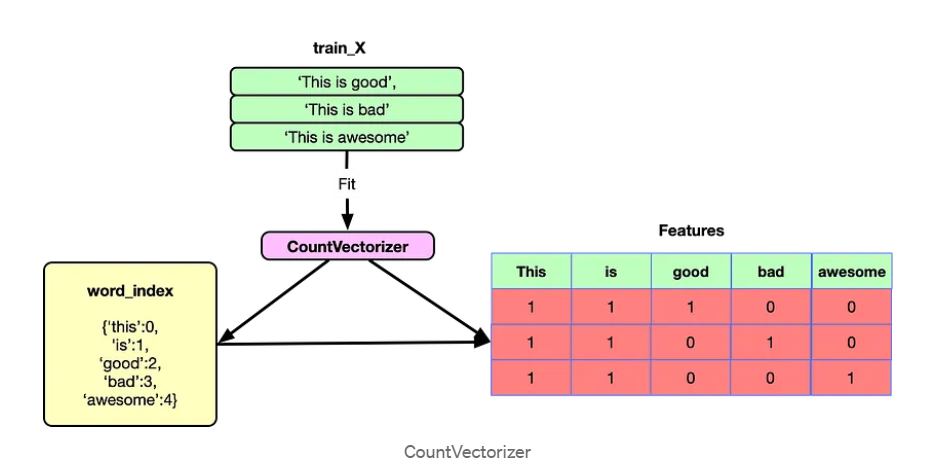 train_X
‘This is good’,
‘This is bad’
‘This is awesome’
Fit
CountVectorizer
word_index
{'this':0,
'is':1,
‘good’:2,
‘bad’:3,
‘awesome’:4}
Features
This is good bad awesome
1 1 1 0 0
1 1 0 1 0
1 1 0 0 1
CountVectorizer